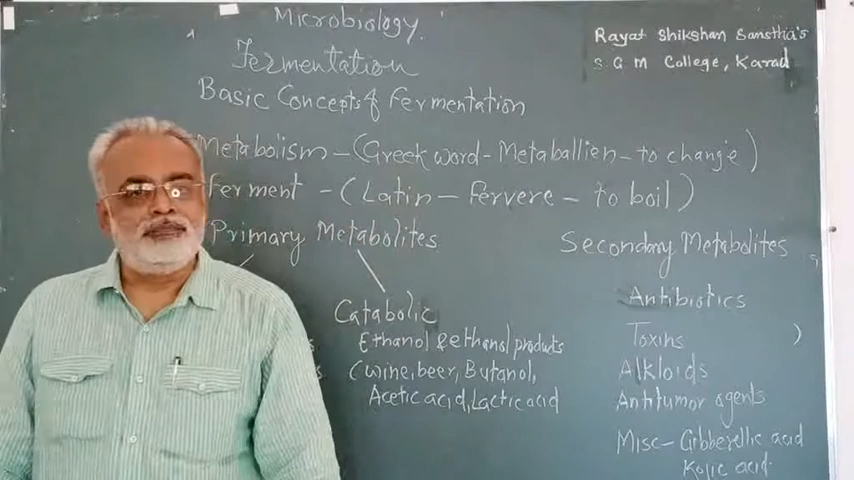 Microbiology.
Rayat Shikshan Sanstha's
S G M College, Karad
Fermentation
Basic Concepts of Fermentation
Metabolism – (Greek word - Metaballien – to change)
Ferment – (Latin – Fervere – to boil)
Primary Metabolites
Secondary Metabolites
Catabolic
Ethanol & ethanol products
(wine, beer, Butanol,
Acetic acid, Lactic acid
Antibiotics
Toxins )
Alkloids
Antitumor agents
Misc – Gibberellic acid
Kojic acid